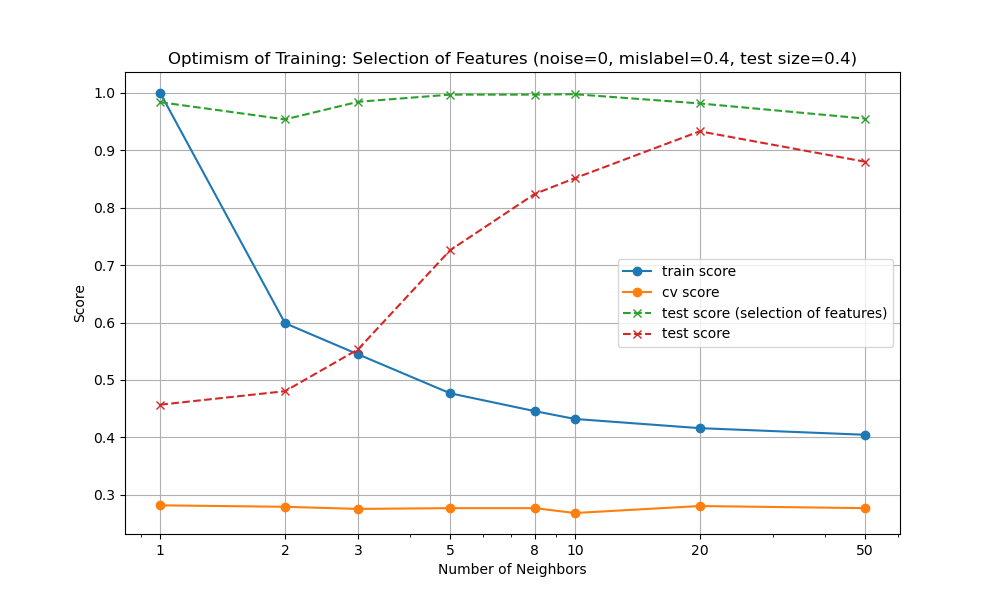 Optimism of Training: Selection of Features (noise=0, mislabel=0.4, test size=0.4)
Score
1.0
0.9
0.8
0.7
0.6
0.5
0.4
0.3
train score
cv score
test score (selection of features)
test score
1 2 3 5 8 10 20 50
Number of Neighbors